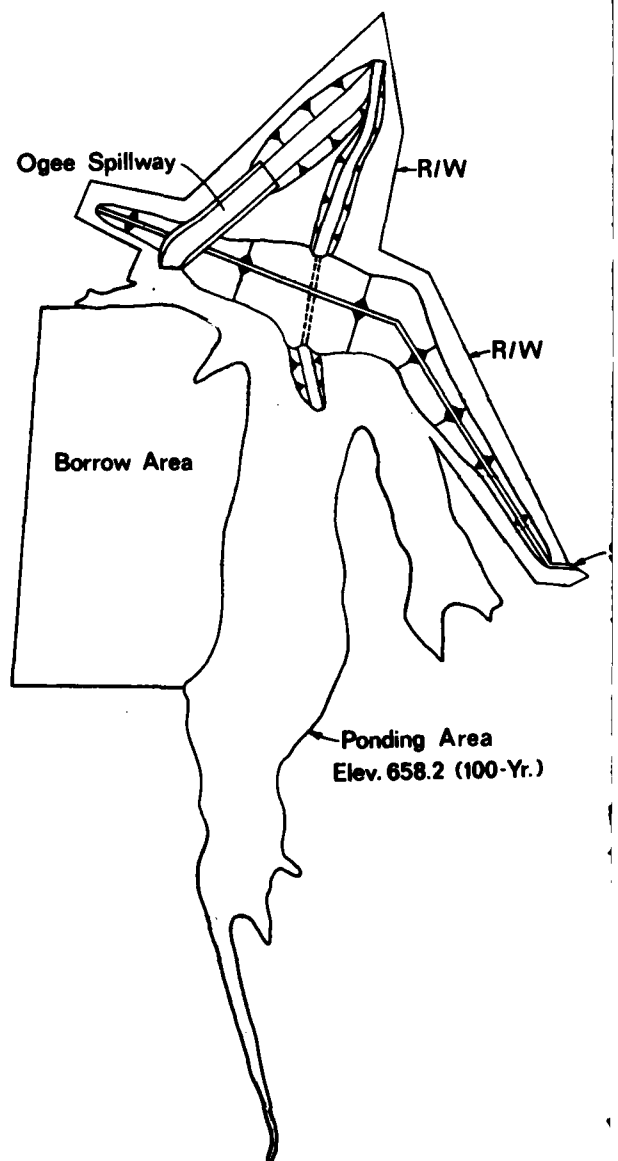 Ogee Spillway
R/W
R/W
Borrow Area
Ponding Area
Elev. 658.2 (100-Yr.)